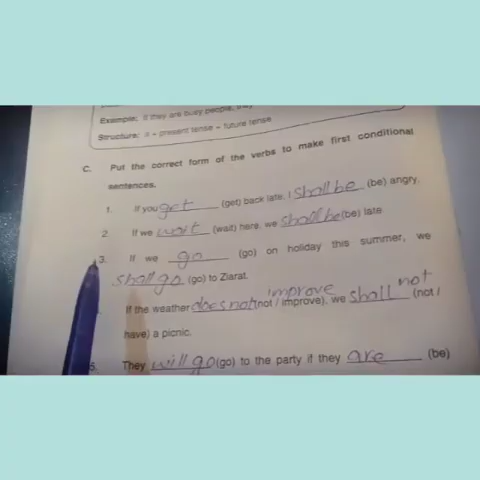 Example: If they are busy people, they
Structure: If + present tense + future tense
C. Put the correct form of the verbs to make first conditional
sentences.
1. If you get (get) back late, I shall be (be) angry.
2. If we wait (wait) here, we shall be (be) late
3. If we go (go) on holiday this summer, we
shall go (go) to Ziarat.
If the weather does not improve (not / improve), we shall not (not /
have) a picnic.
5. They will go (go) to the party if they are (be)